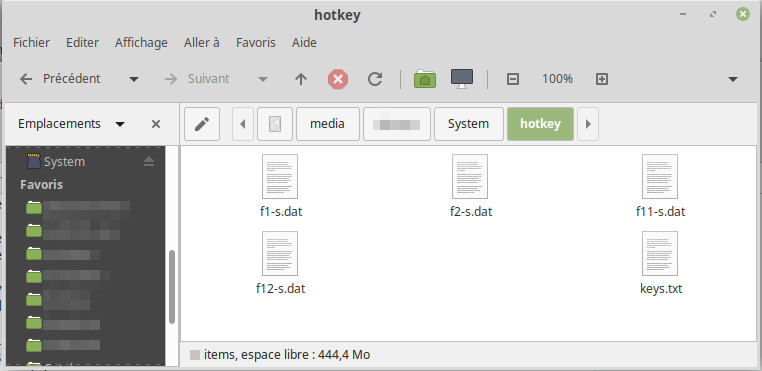 hotkey
Fichier Editer Affichage Aller à Favoris Aide
Précédent Suivant 100%
Emplacements media System hotkey
System
Favoris
f1-s.dat f2-s.dat f11-s.dat
f12-s.dat keys.txt
items, espace libre : 444,4 Mo